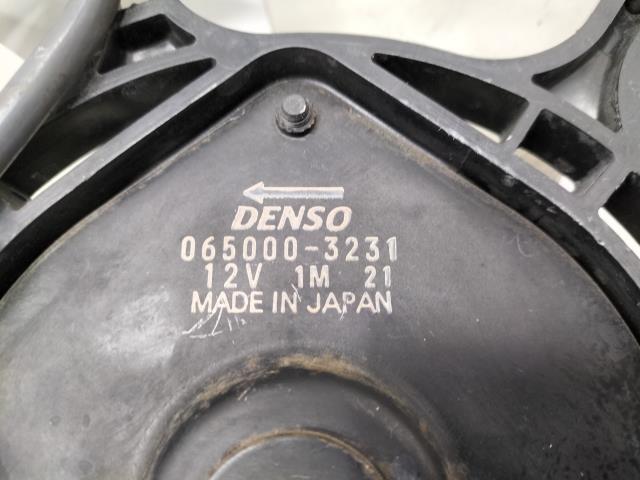 DENSO
065000-3231
12V 1M 21
MADE IN JAPAN